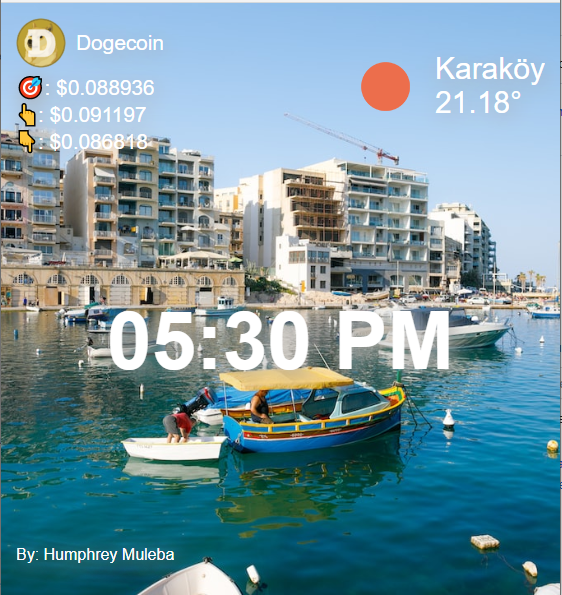 Dogecoin
🎯: $0.088936
👆: $0.091197
👇: $0.086818
Karaköy
21.18°
05:30 PM
By: Humphrey Muleba